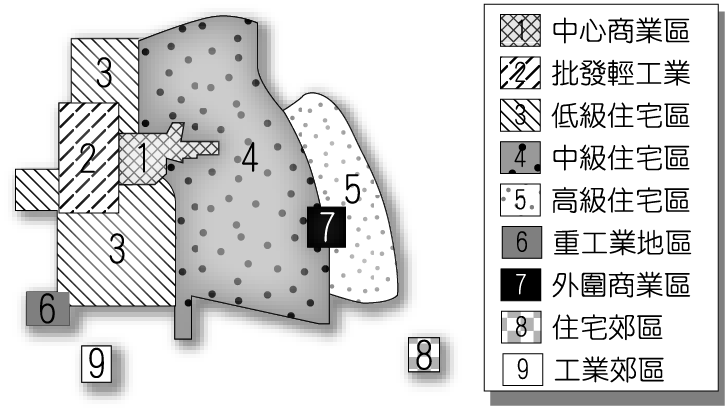 3
2
1
4
5
3
7
6
9
8
1 中心商業區
2 批發輕工業
3 低級住宅區
4 中級住宅區
5 高級住宅區
6 重工業地區
7 外圍商業區
8 住宅郊區
9 工業郊區